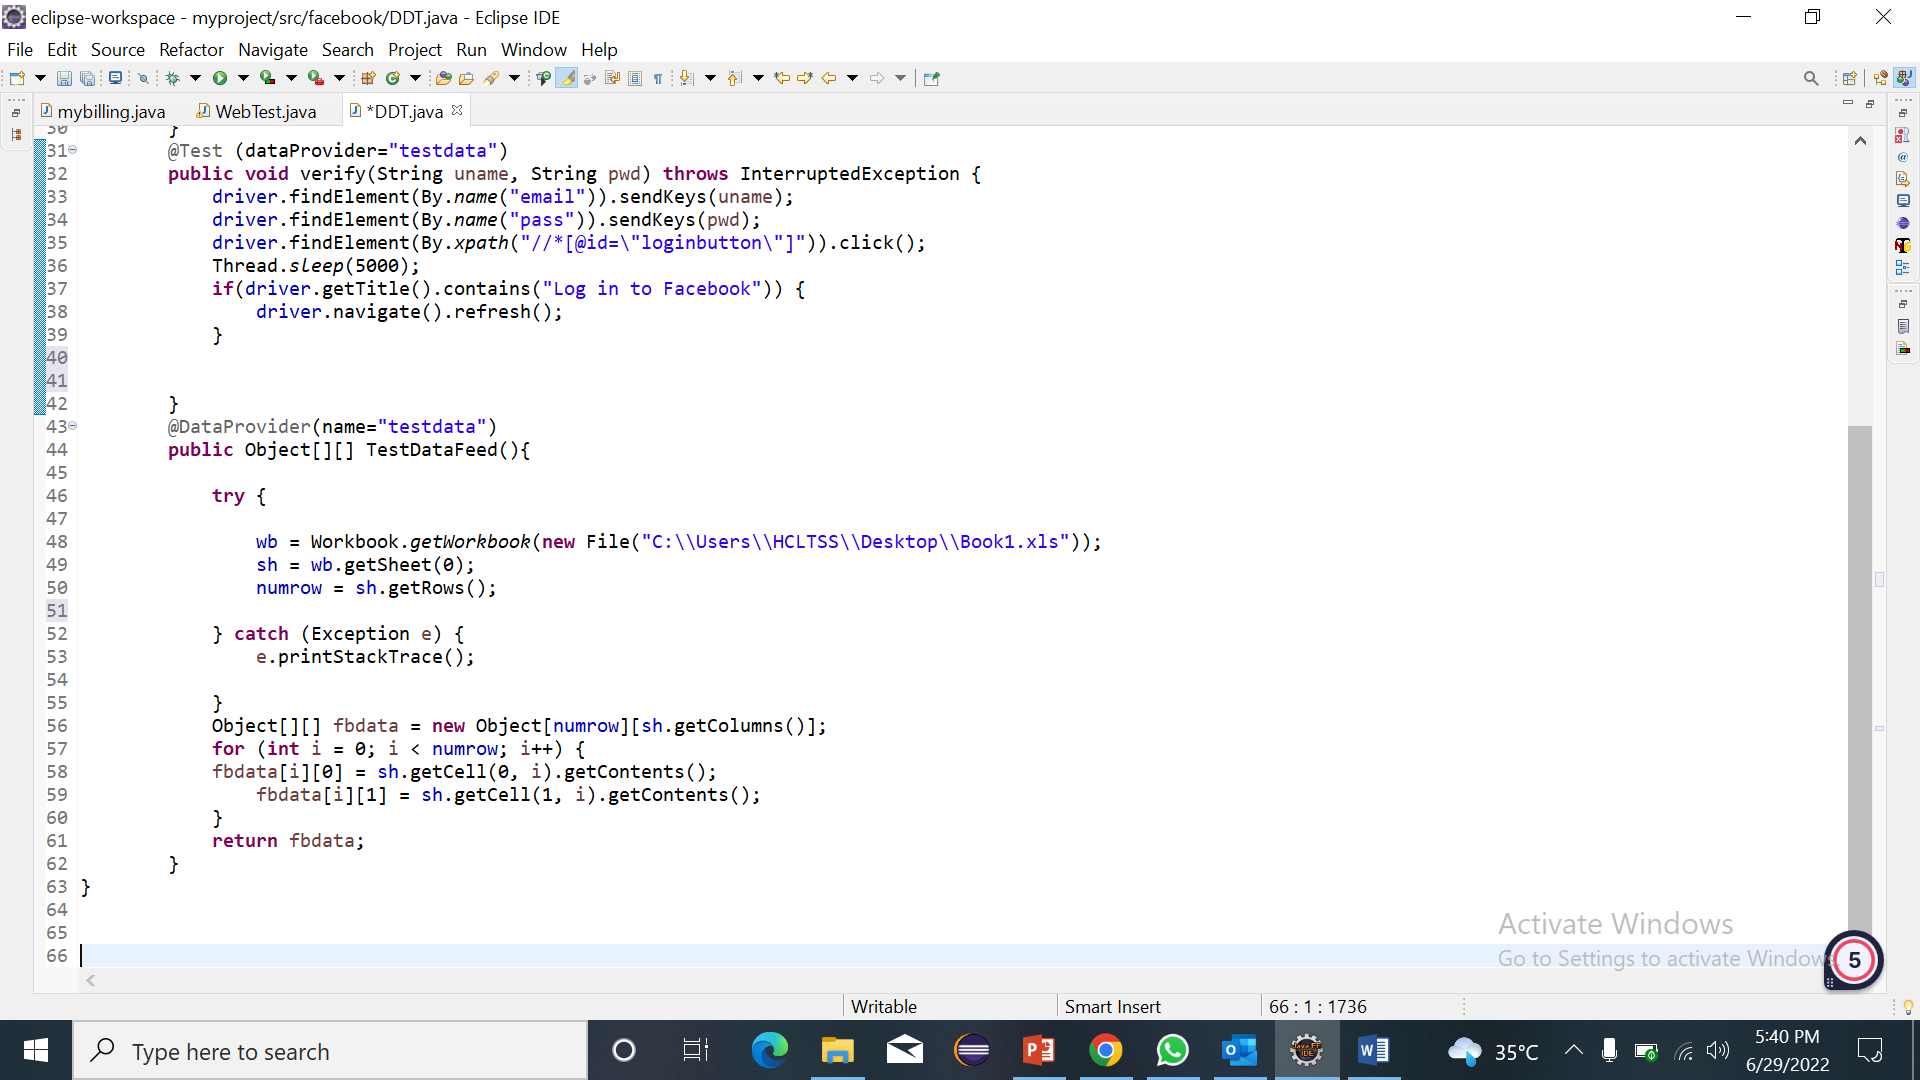 eclipse-workspace - myproject/src/facebook/DDT.java - Eclipse IDE
File Edit Source Refactor Navigate Search Project Run Window Help
mybilling.java WebTest.java *DDT.java
30 }
31 @Test (dataProvider="testdata")
32 public void verify(String uname, String pwd) throws InterruptedException {
33 driver.findElement(By.name("email")).sendKeys(uname);
34 driver.findElement(By.name("pass")).sendKeys(pwd);
35 driver.findElement(By.xpath("//*[@id=\"loginbutton\"]")).click();
36 Thread.sleep(5000);
37 if(driver.getTitle().contains("Log in to Facebook")) {
38 driver.navigate().refresh();
39 }
40
41
42 }
43 @DataProvider(name="testdata")
44 public Object[][] TestDataFeed(){
45
46 try {
47
48 wb = Workbook.getWorkbook(new File("C:\\Users\\HCLTSS\\Desktop\\Book1.xls"));
49 sh = wb.getSheet(0);
50 numrow = sh.getRows();
51
52 } catch (Exception e) {
53 e.printStackTrace();
54
55 }
56 Object[][] fbdata = new Object[numrow][sh.getColumns()];
57 for (int i = 0; i < numrow; i++) {
58 fbdata[i][0] = sh.getCell(0, i).getContents();
59 fbdata[i][1] = sh.getCell(1, i).getContents();
60 }
61 return fbdata;
62 }
63 }
64
65
66
Activate Windows
Go to Settings to activate Windows.
5
Writable Smart Insert 66 : 1 : 1736
Type here to search
35°C
5:40 PM
6/29/2022